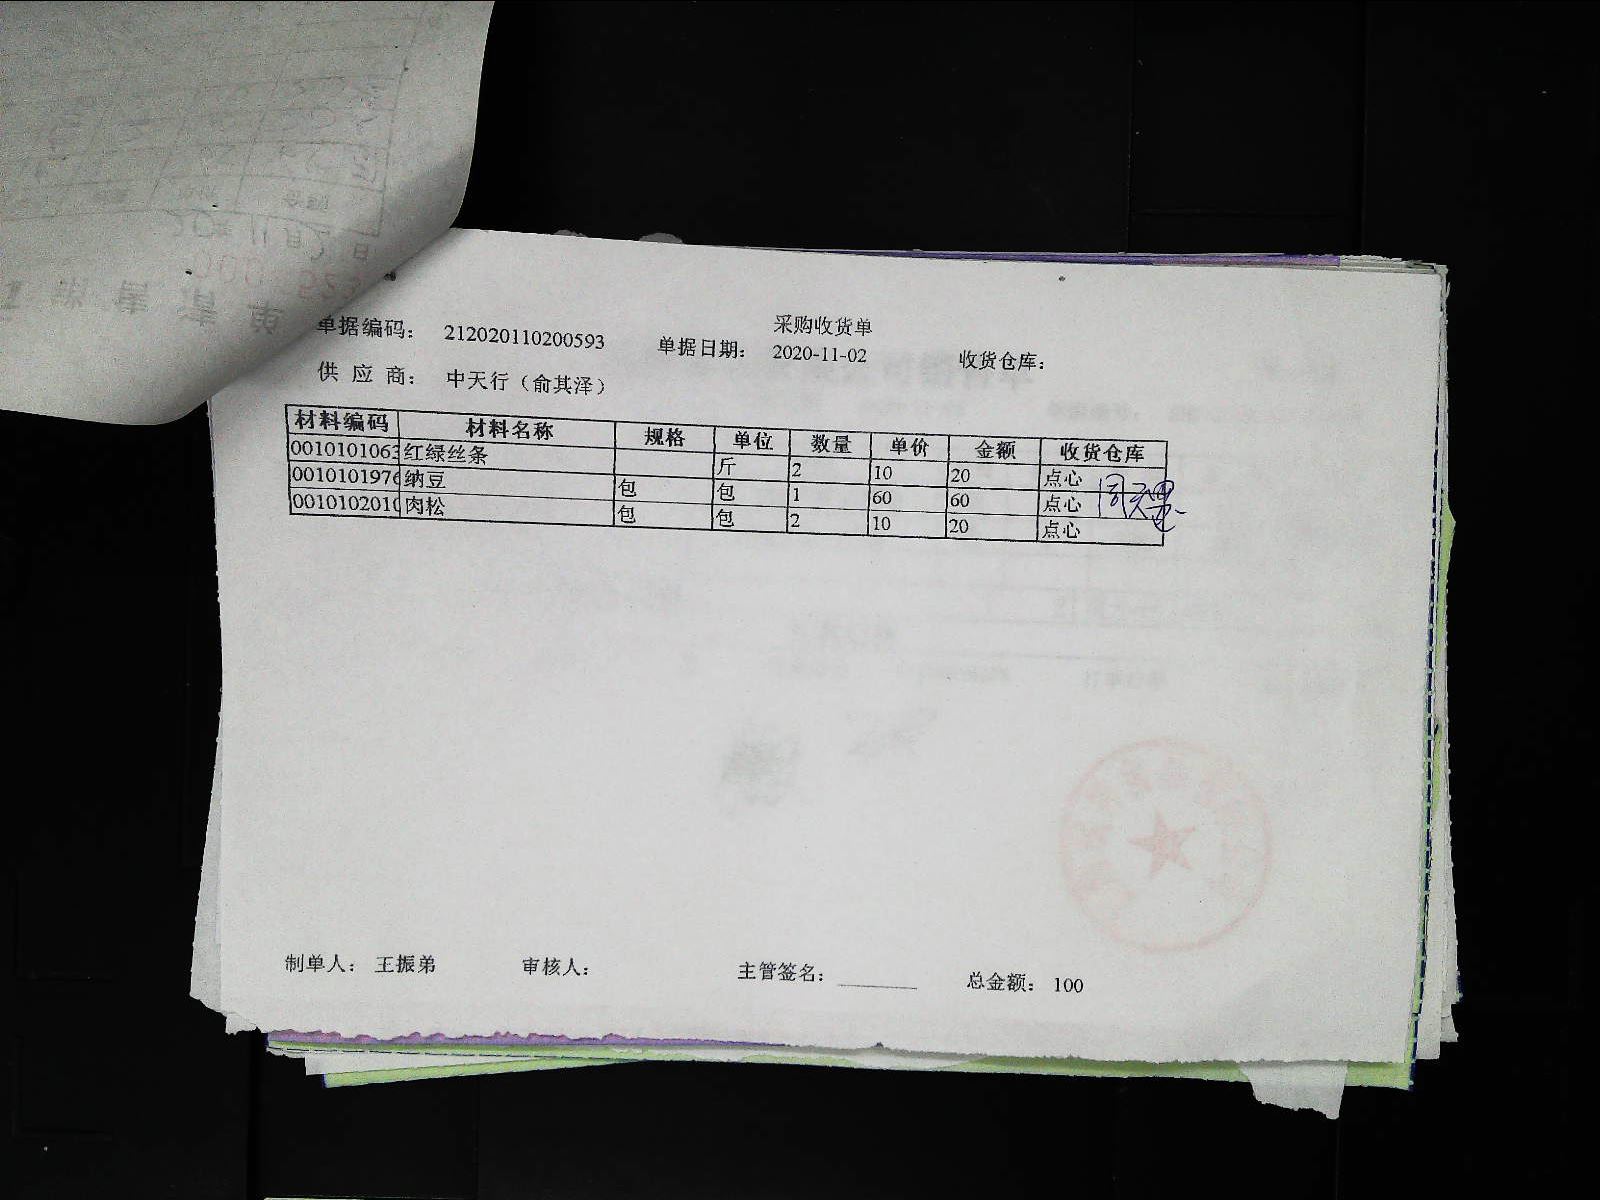 采购收货单
单据编码： 212020110200593 单据日期： 2020-11-02 收货仓库：
供 应 商： 中天行（俞其泽）
材料编码 材料名称 规格 单位 数量 单价 金额 收货仓库
0010101063 红绿丝条 斤 2 10 20 点心
0010101976 纳豆 包 包 1 60 60 点心
0010102010 肉松 包 包 2 10 20 点心
制单人： 王振弟 审核人： 主管签名： 总金额： 100